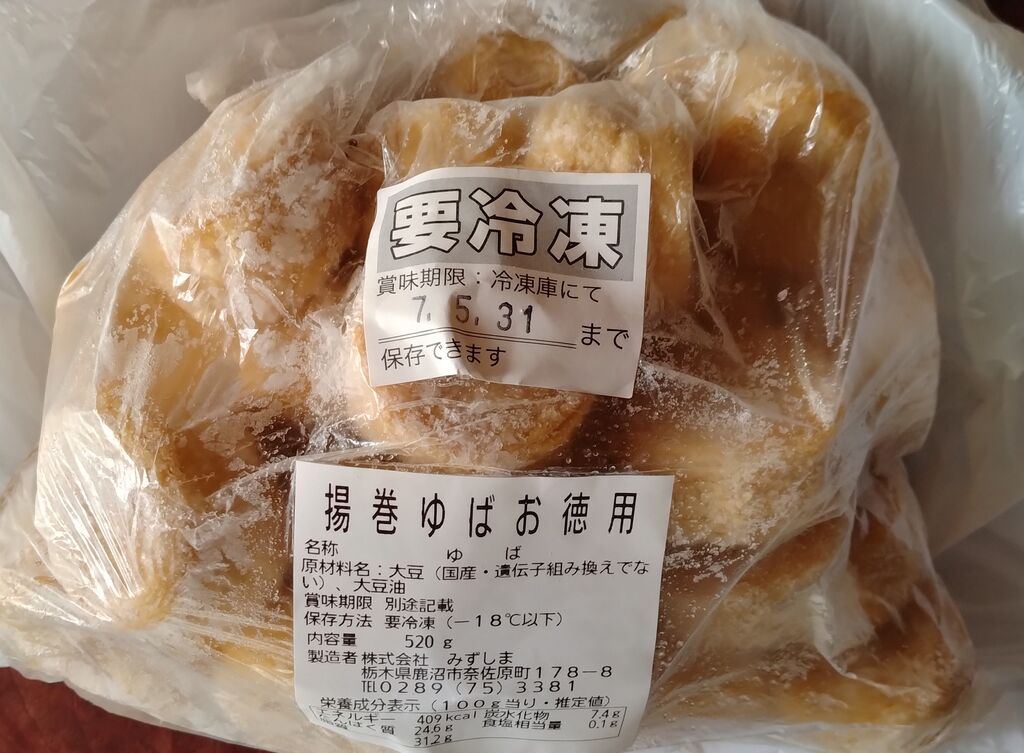 要冷凍
賞味期限：冷凍庫にて
7. 5. 31 まで
保存できます
揚巻ゆばお徳用
名称 ゆば
原材料名：大豆（国産・遺伝子組み換えでな
い）、大豆油
賞味期限 別途記載
保存方法 要冷凍（－１８℃以下）
内容量 520ｇ
製造者 株式会社 みずしま
栃木県鹿沼市奈佐原町１７８－８
TEL０２８９（７５）３３８１
栄養成分表示（１００ｇ当り・推定値）
エネルギー 409kcal 炭水化物 7.4g
質 24.6g 食塩相当量 0.1g
31.2g